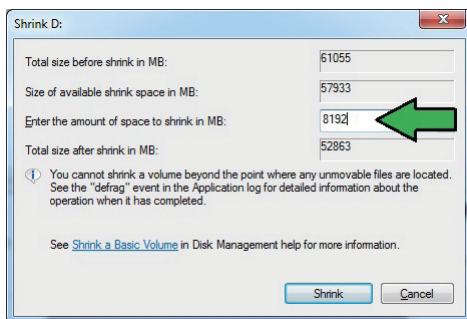 Shrink D:
Total size before shrink in MB: 61055
Size of available shrink space in MB: 57933
Enter the amount of space to shrink in MB: 8192
Total size after shrink in MB: 52863
You cannot shrink a volume beyond the point where any unmovable files are located.
See the "defrag" event in the Application log for detailed information about the
operation when it has completed.
See Shrink a Basic Volume in Disk Management help for more information.
Shrink Cancel